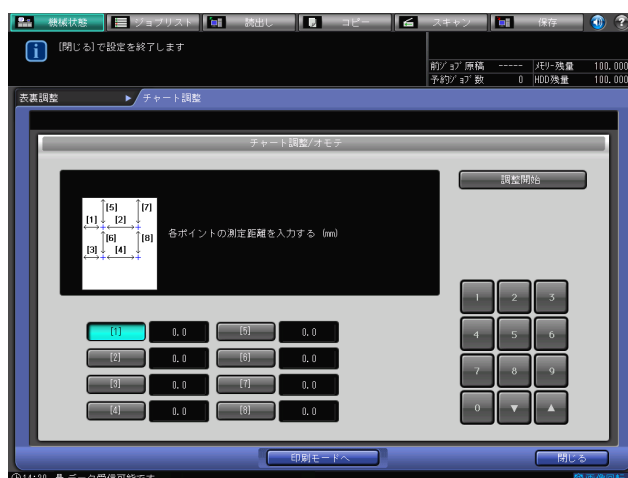 機械状態 ジョブリスト 読出し コピー スキャン 保存 ?
[閉じる]で設定を終了します
前ジョブ原稿 ----- メモリー残量 100.000
予約ジョブ数 0 HDD残量 100.000
表裏調整 チャート調整
チャート調整/オモテ
調整開始
[5] [7]
[1] [2]
[6] [8]
[3] [4]
各ポイントの測定距離を入力する (mm)
1 2 3
[1] 0.0 [5] 0.0
4 5 6
[2] 0.0 [6] 0.0
7 8 9
[3] 0.0 [7] 0.0
[4] 0.0 [8] 0.0
0 ▼ ▲
印刷モードへ 閉じる